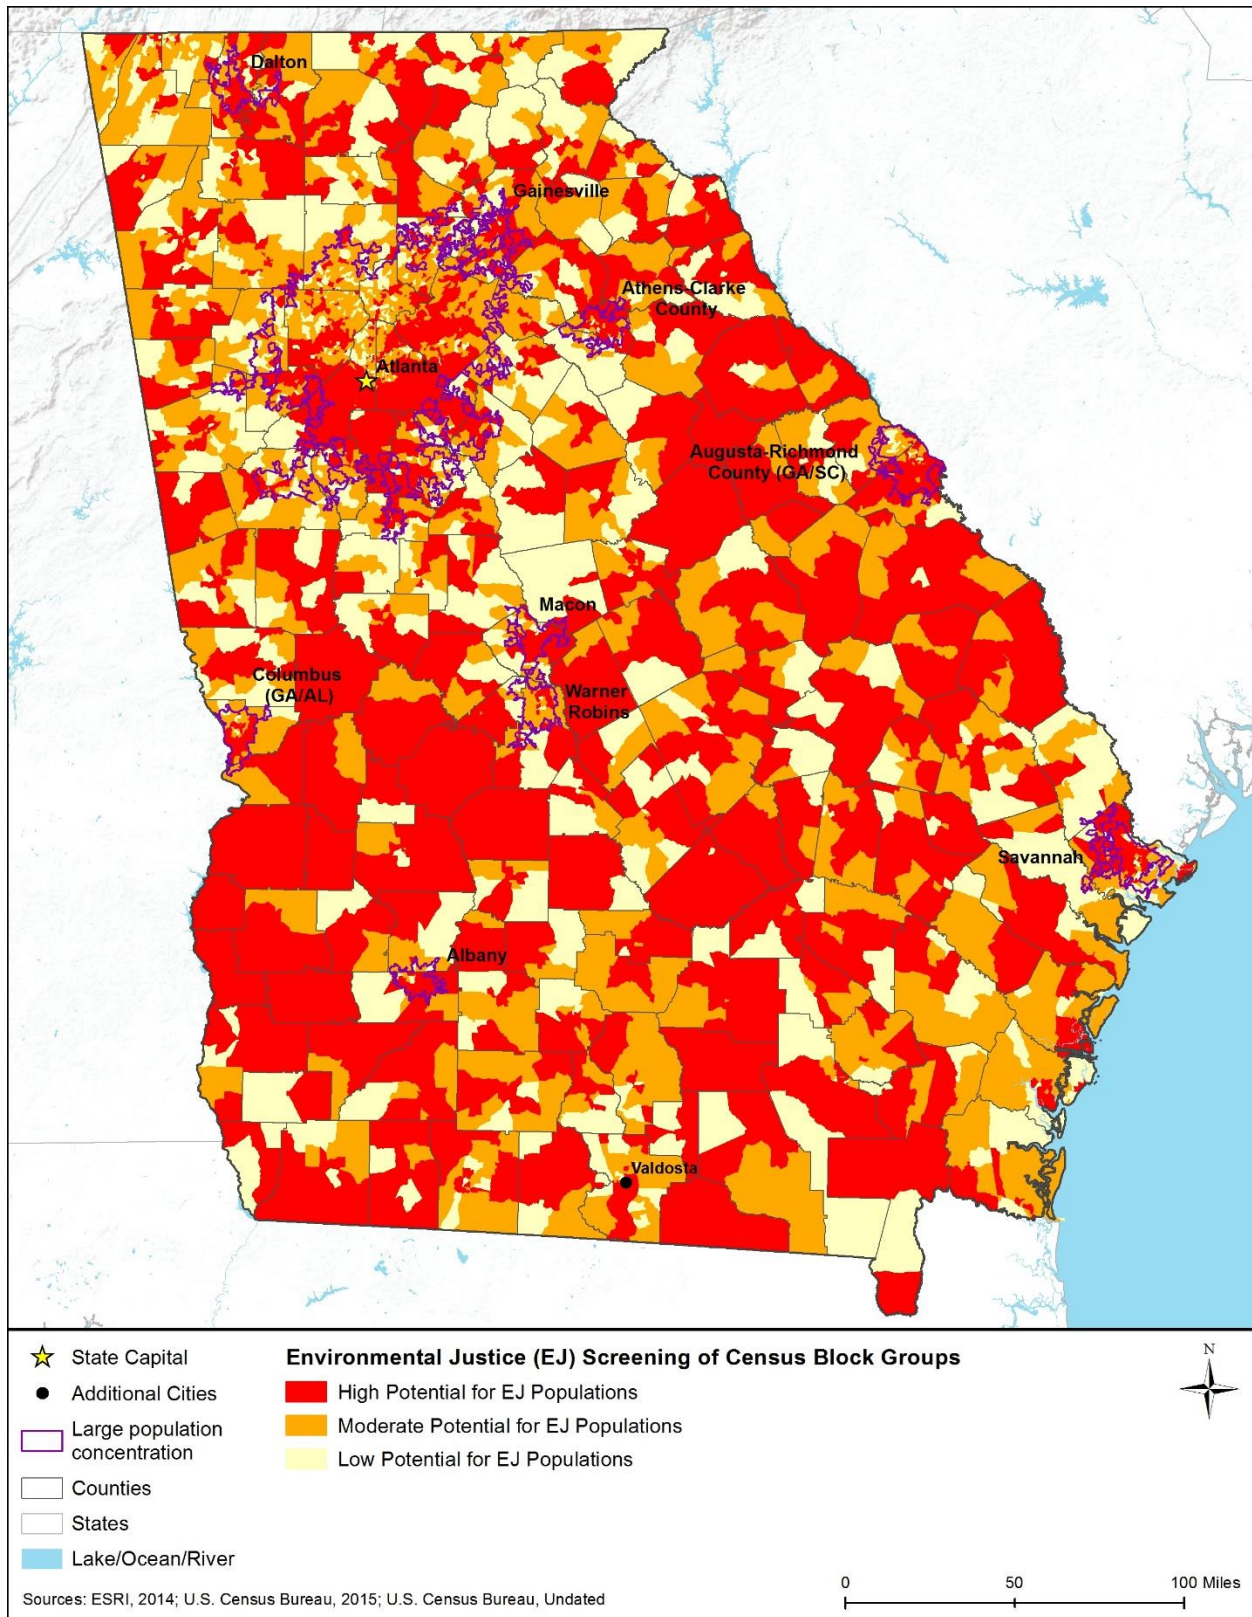 Dalton
Gainesville
Athens-Clarke
County
Atlanta
Augusta-Richmond
County (GA/SC)
Macon
Columbus
(GA/AL)
Warner
Robins
Savannah
Albany
Valdosta
State Capital
Additional Cities
Large population
concentration
Counties
States
Lake/Ocean/River
Environmental Justice (EJ) Screening of Census Block Groups
High Potential for EJ Populations
Moderate Potential for EJ Populations
Low Potential for EJ Populations
N
0 50 100 Miles
Sources: ESRI, 2014; U.S. Census Bureau, 2015; U.S. Census Bureau, Undated